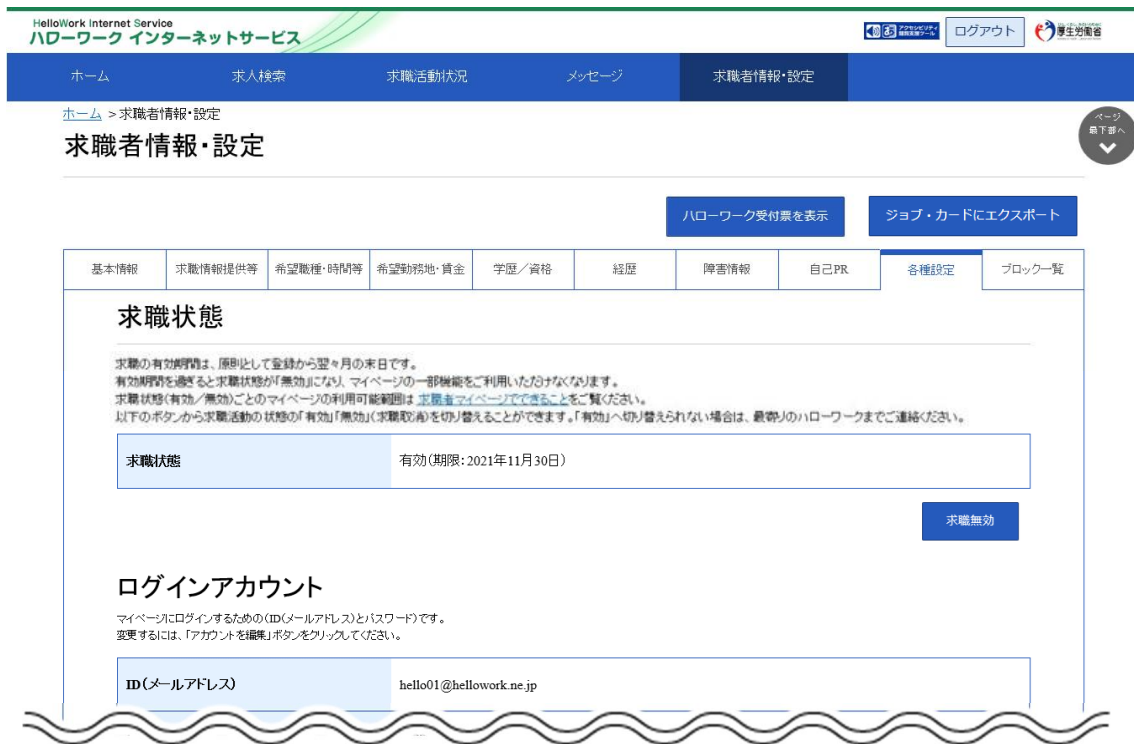 HelloWork Internet Service
ハローワーク インターネットサービス
ログアウト
厚生労働省
ホーム 求人検索 求職活動状況 メッセージ 求職者情報・設定
ホーム >求職者情報・設定
ページ
最下部へ
求職者情報・設定
ハローワーク受付票を表示 ジョブ・カードにエクスポート
基本情報 求職情報提供等 希望職種・時間等 希望勤務地・賃金 学歴／資格 経歴 障害情報 自己PR 各種設定 ブロック一覧
求職状態
求職の有効期間は、原則として登録から翌々月の末日です。
有効期間を過ぎると求職状態が「無効」になり、マイページの一部機能をご利用いただけなくなります。
求職状態(有効／無効)ごとのマイページの利用可能範囲は 求職者マイページでできることをご覧ください。
以下のボタンから求職活動の状態の「有効」「無効」(求職取消)を切り替えることができます。「有効」へ切り替えられない場合は、最寄りのハローワークまでご連絡ください。
求職状態 有効(期限:2021年11月30日)
求職無効
ログインアカウント
マイページにログインするための(ID(メールアドレス)とパスワード)です。
変更するには、「アカウントを編集」ボタンをクリックしてください。
ID(メールアドレス) hello01@hellowork.ne.jp